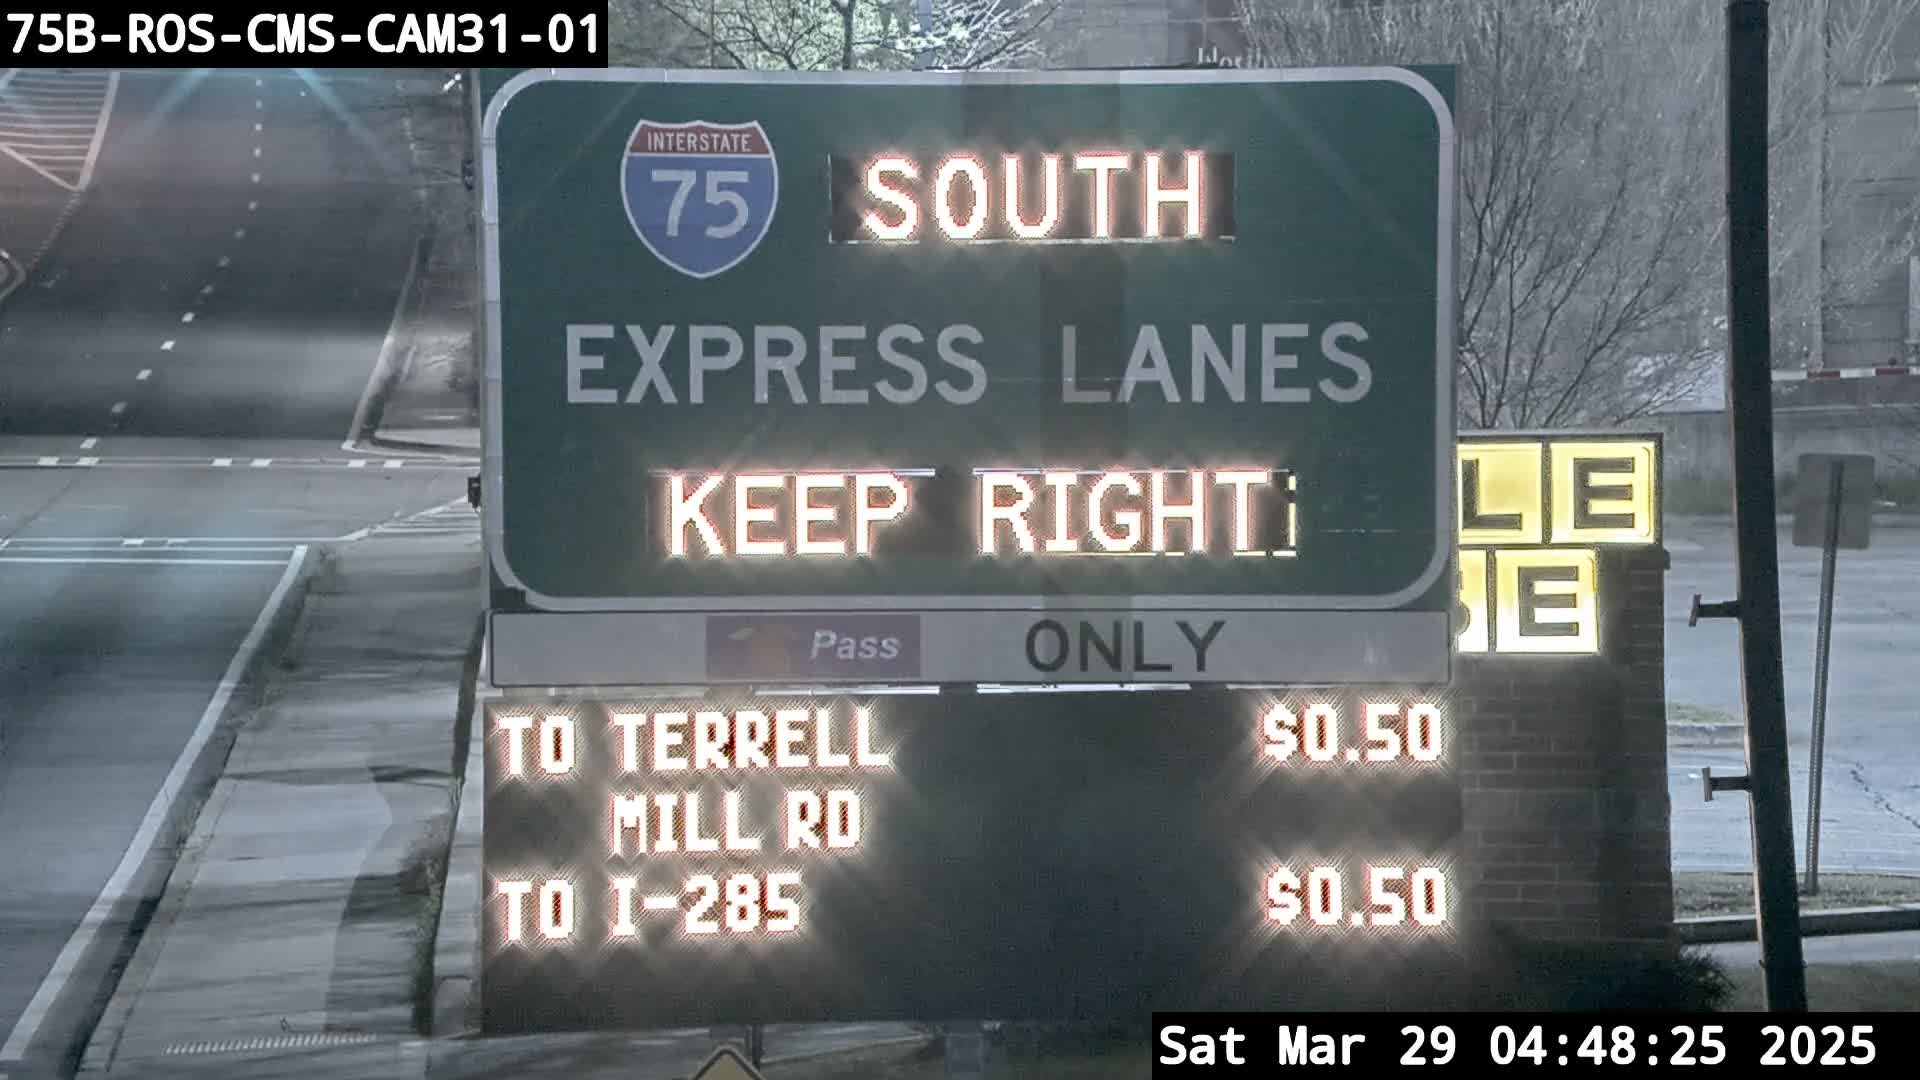 75B-ROS-CMS-CAM31-01
INTERSTATE
75
SOUTH
EXPRESS LANES
KEEP RIGHT
Pass ONLY
LE
E
TO TERRELL $0.50
MILL RD
TO I-285 $0.50
Sat Mar 29 04:48:25 2025